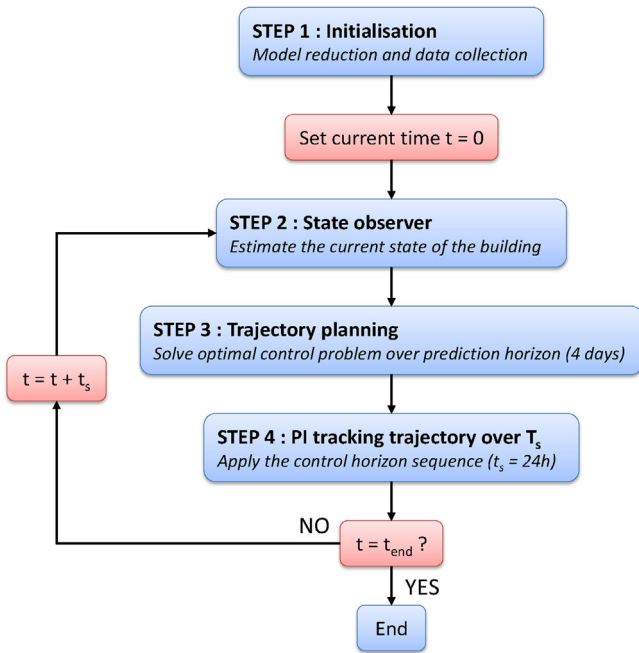 STEP 1 : Initialisation
Model reduction and data collection
Set current time t = 0
STEP 2 : State observer
Estimate the current state of the building
STEP 3 : Trajectory planning
Solve optimal control problem over prediction horizon (4 days)
t = t + ts
STEP 4 : PI tracking trajectory over Ts
Apply the control horizon sequence (ts = 24h)
NO
t = tend ?
YES
End